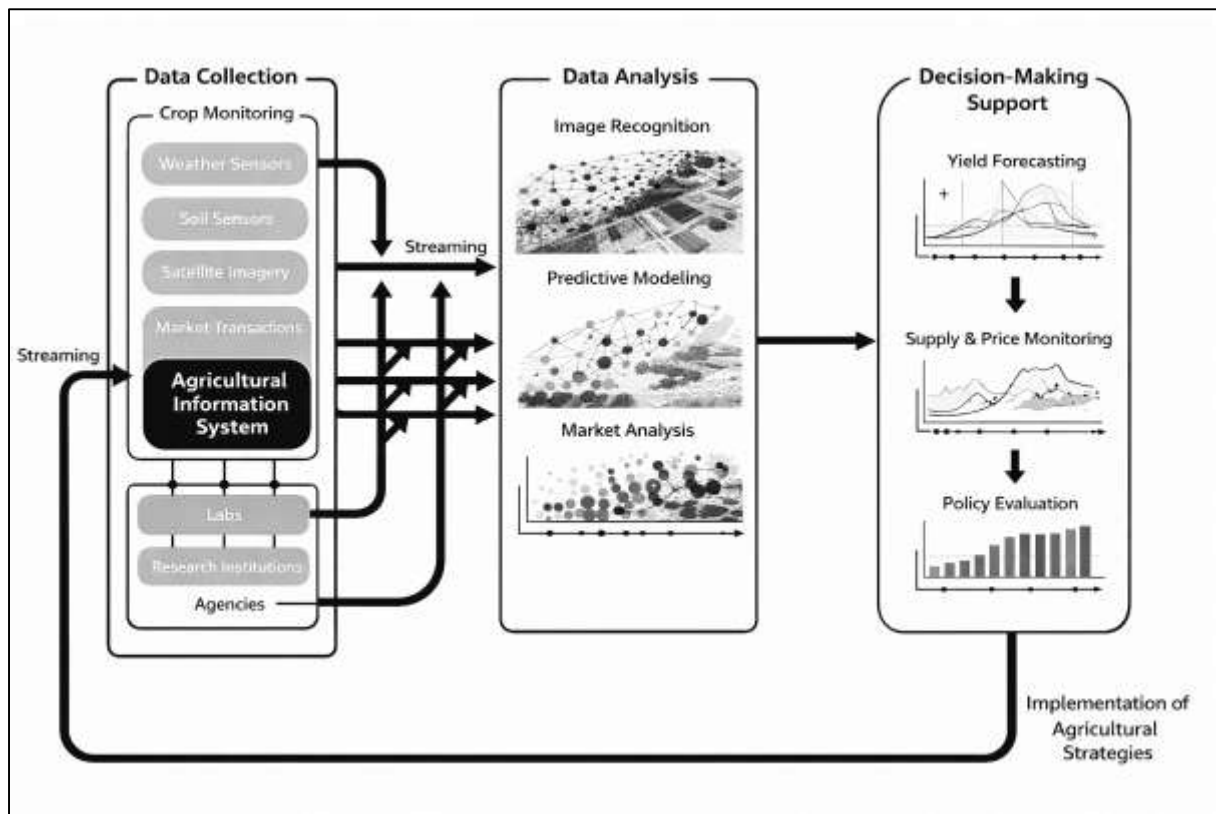 Data Collection
Crop Monitoring
Weather Sensors
Soil Sensors
Satellite Imagery
Market Transactions
Agricultural
Information
System
Labs
Research Institutions
Agencies
Streaming
Streaming
Data Analysis
Image Recognition
Predictive Modeling
Market Analysis
Decision-Making
Support
Yield Forecasting
Supply & Price Monitoring
Policy Evaluation
Implementation of
Agricultural
Strategies